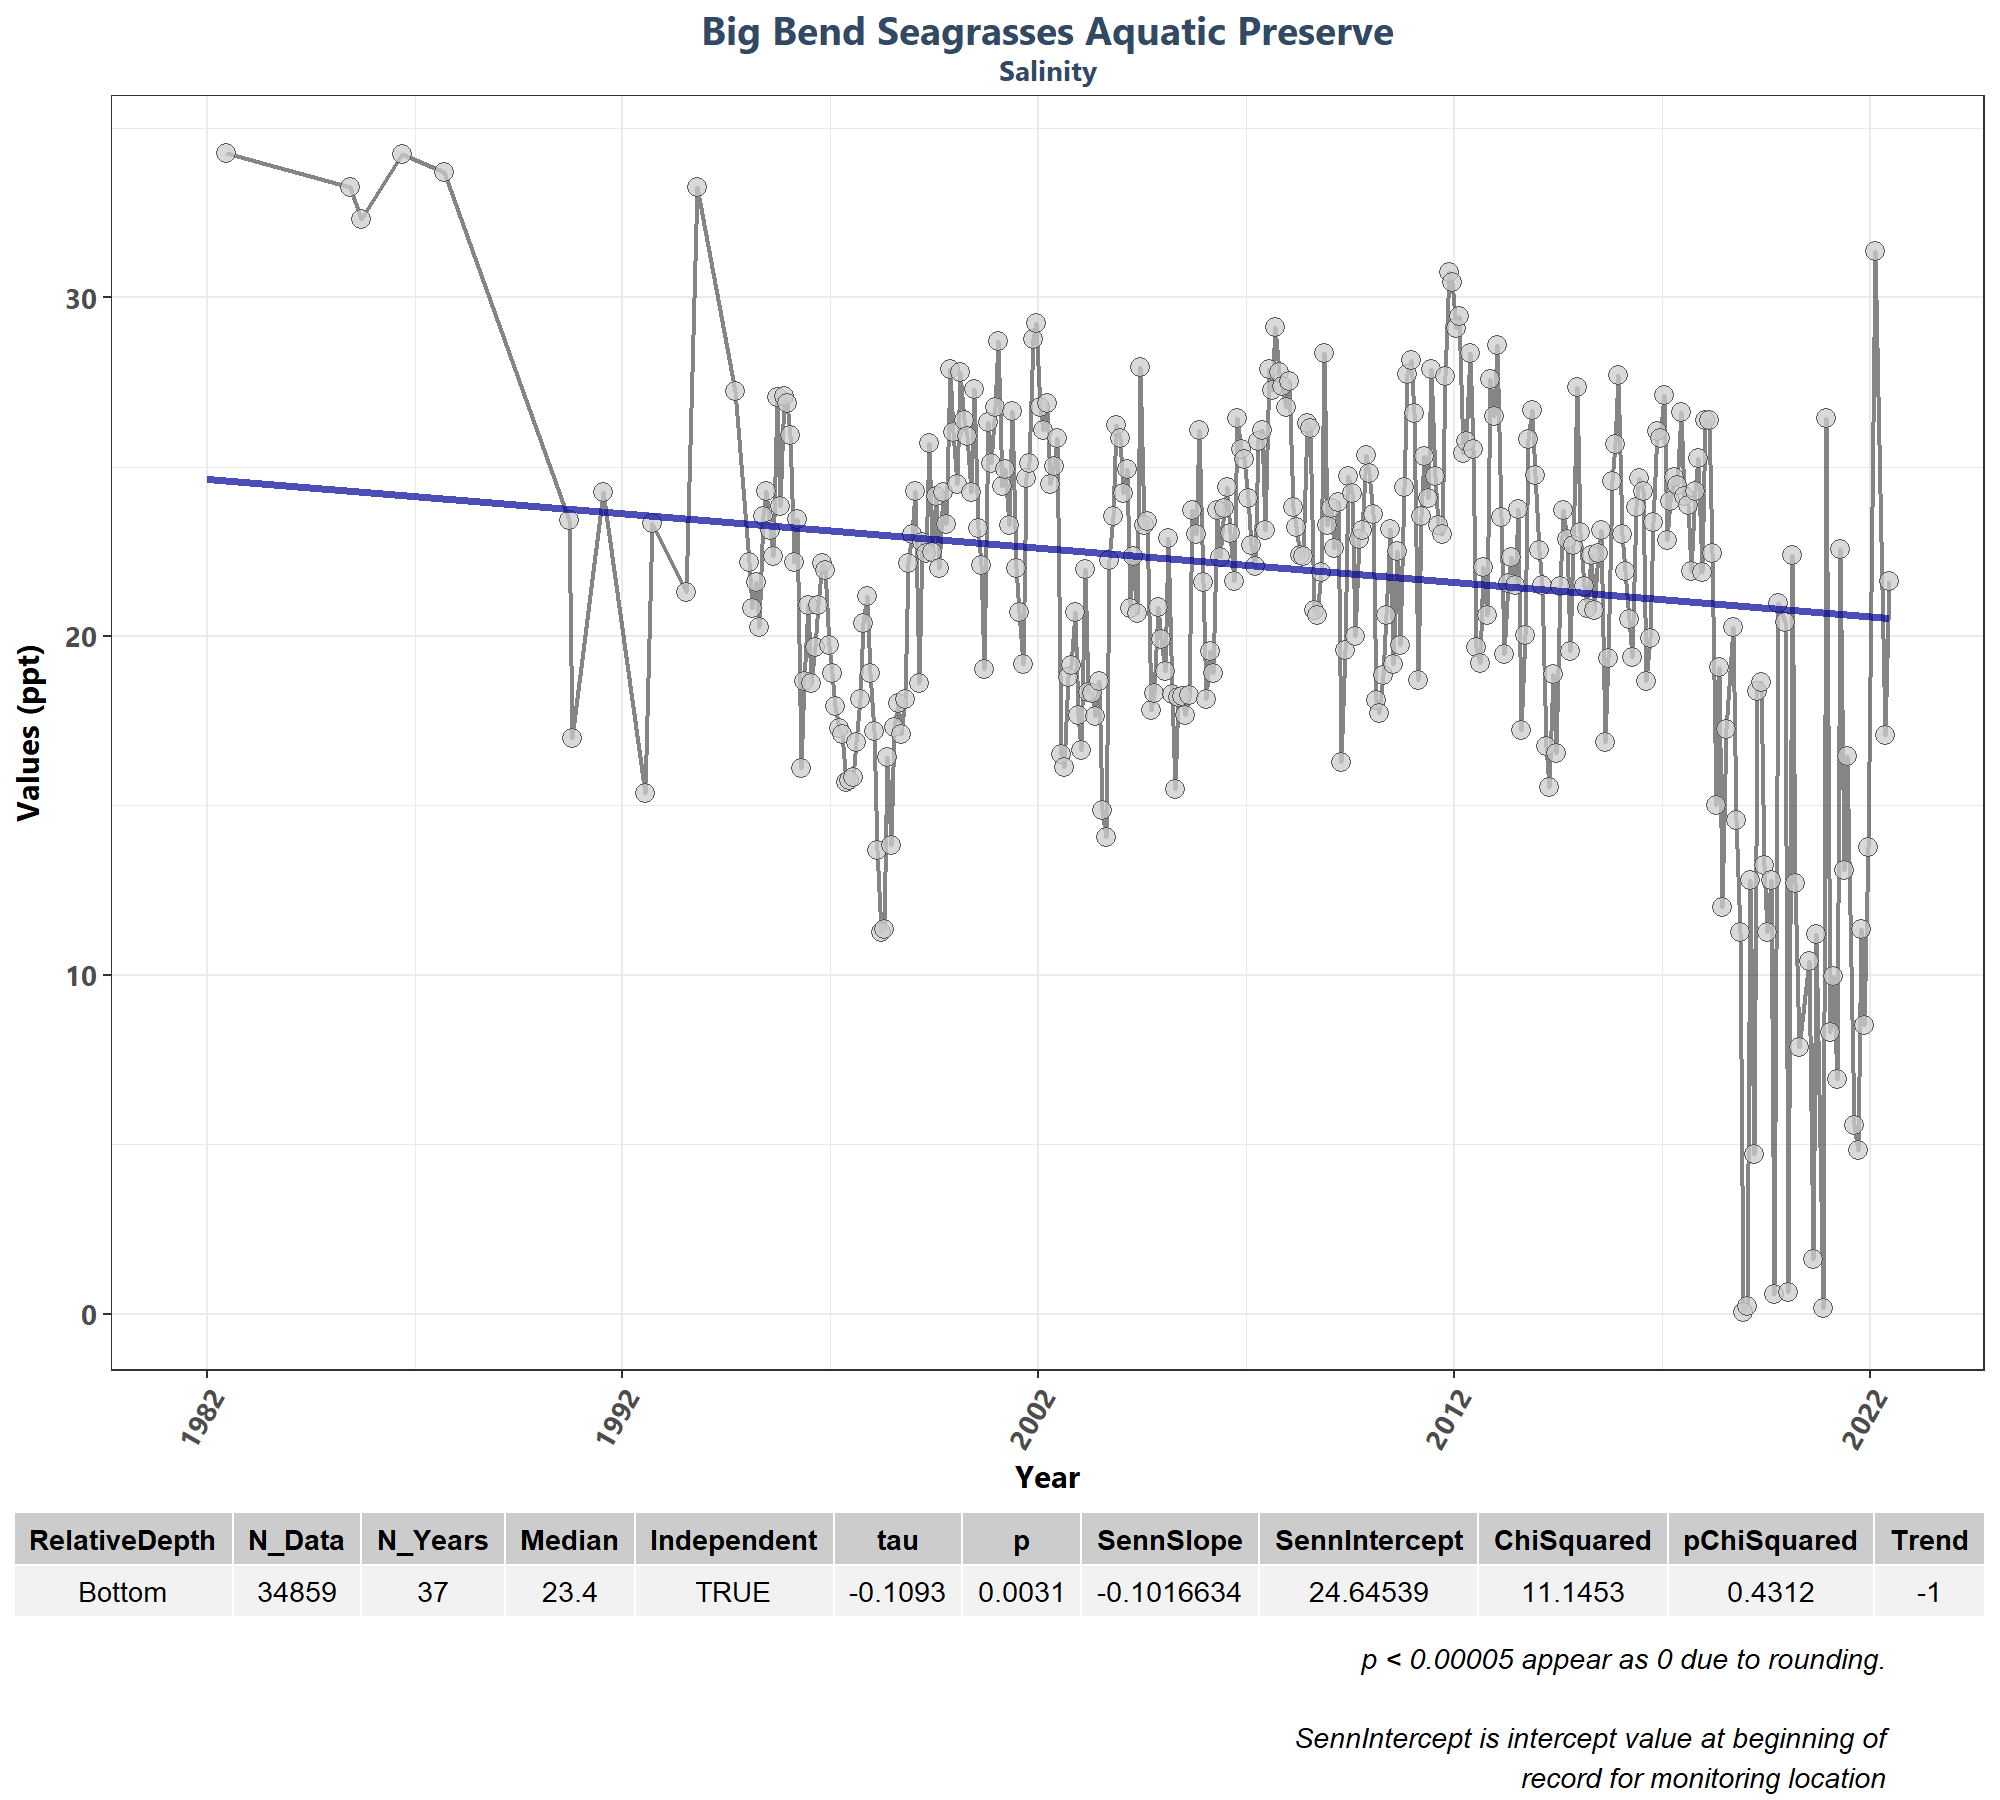 Big Bend Seagrasses Aquatic Preserve
Salinity
Values (ppt)
30
20
10
0
1982
1992
2002
2012
2022
Year
RelativeDepth N_Data N_Years Median Independent tau p SennSlope SennIntercept ChiSquared pChiSquared Trend
Bottom 34859 37 23.4 TRUE -0.1093 0.0031 -0.1016634 24.64539 11.1453 0.4312 -1
p < 0.00005 appear as 0 due to rounding.
SennIntercept is intercept value at beginning of
record for monitoring location